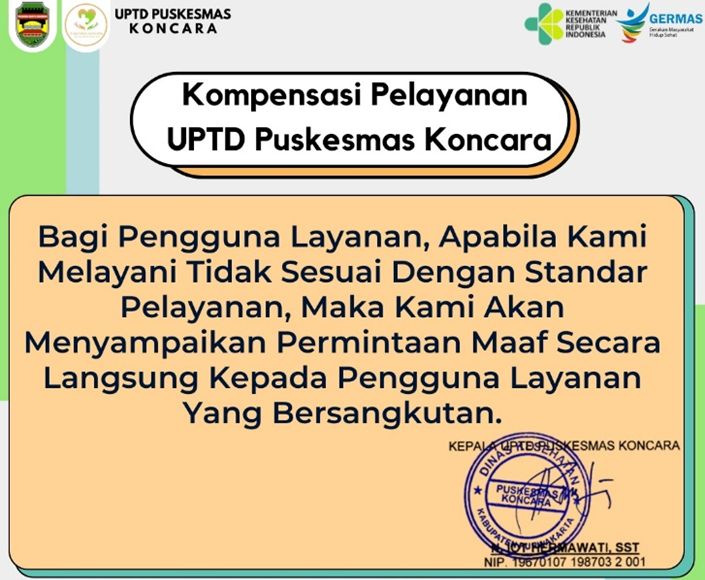 UPTD PUSKESMAS
KONCARA
KEMENTERIAN
KESEHATAN
REPUBLIK
INDONESIA
GERMAS
Gerakan Masyarakat
Hidup Sehat
Kompensasi Pelayanan
UPTD Puskesmas Koncara
Bagi Pengguna Layanan, Apabila Kami
Melayani Tidak Sesuai Dengan Standar
Pelayanan, Maka Kami Akan
Menyampaikan Permintaan Maaf Secara
Langsung Kepada Pengguna Layanan
Yang Bersangkutan.
KEPALA UPTD PUSKESMAS KONCARA
DINAS KESEHATAN
PUSKESMAS
KONCARA
KABUPATEN PURWAKARTA
HERMAWATI, SST
NIP. 19670107 198703 2 001